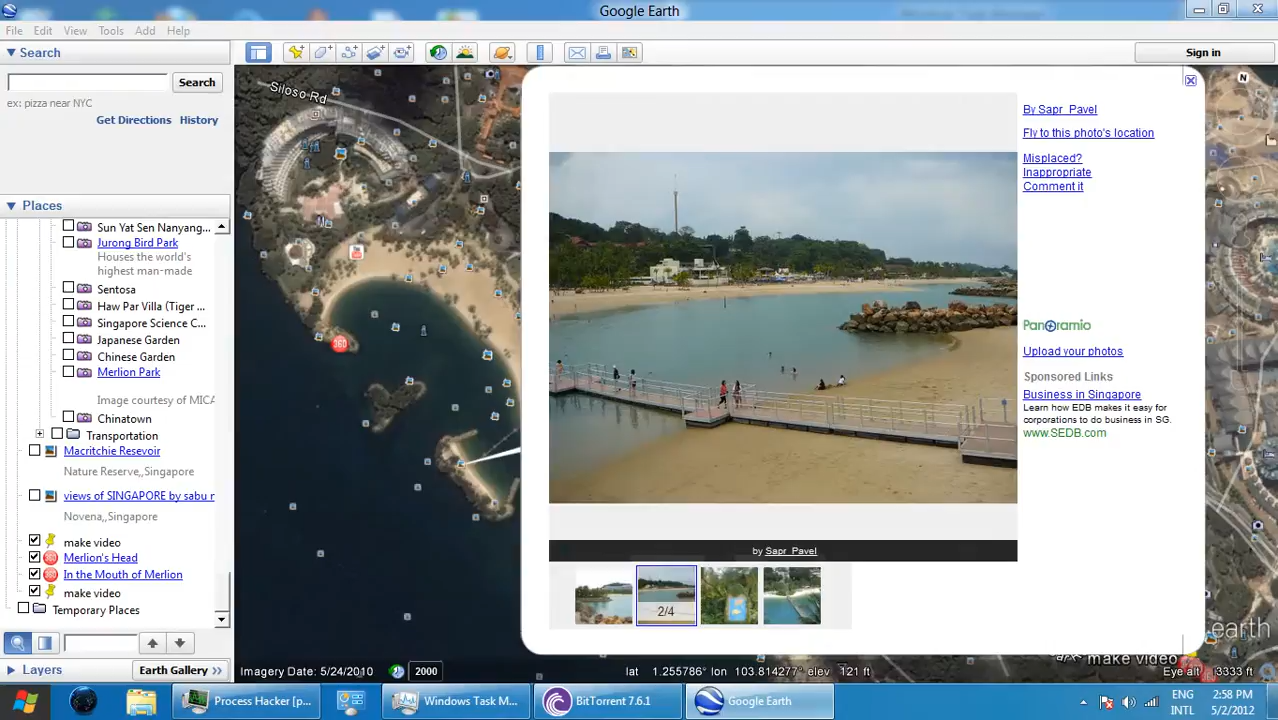 Google Earth
File Edit View Tools Add Help
Search
Search
ex: pizza near NYC
Get Directions History
Places
Sun Yat Sen Nanyang...
Jurong Bird Park
Houses the world's
highest man-made
Sentosa
Haw Par Villa (Tiger ...
Singapore Science C...
Japanese Garden
Chinese Garden
Merlion Park
Image courtesy of MICA
Chinatown
Transportation
Macritchie Resevoir
Nature Reserve,,Singapore
views of SINGAPORE by sabu
Novena,,Singapore
make video
Merlion's Head
In the Mouth of Merlion
make video
Temporary Places
Layers
Earth Gallery >>
Sign in
Siloso Rd
You
360
N
By Sapr_Pavel
Fly to this photo's location
Misplaced?
Inappropriate
Comment it
Panoramio
Upload your photos
Sponsored Links
Business in Singapore
Learn how EDB makes it easy for
corporations to do business in SG.
www.SEDB.com
by Sapr_Pavel
2/4
earth
make video
Imagery Date: 5/24/2010 2000 lat 1.255786° lon 103.814277° elev 121 ft Eye alt 3333 feet
Process Hacker [p...
Windows Task M...
BitTorrent 7.6.1
Google Earth
ENG
INTL
2:58 PM
5/2/2012